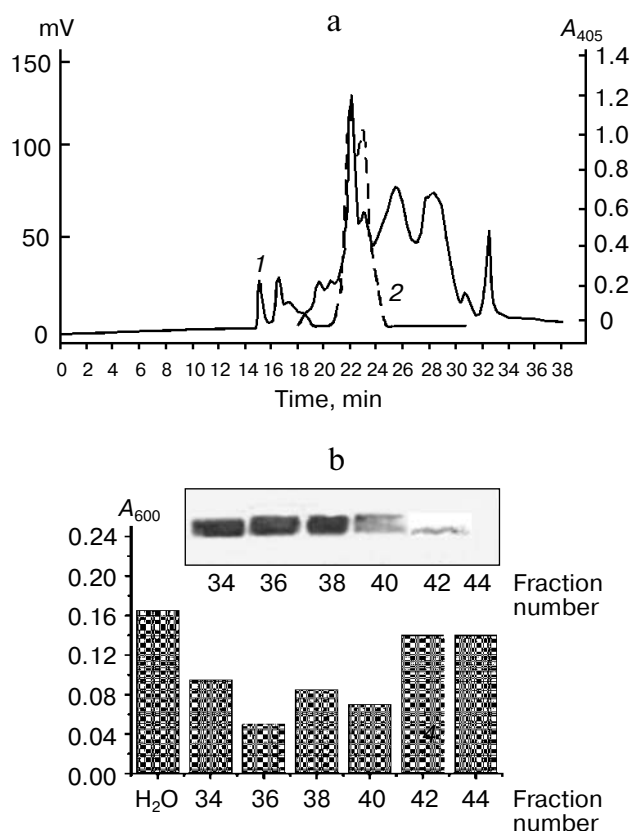 a
mV A405
150 1.4
1.2
100 1.0
0.8
50 0.6
0.4
1 2 0.2
0 0
0 2 4 6 8 10 12 14 16 18 20 22 24 26 28 30 32 34 36 38
Time, min
b
A600
0.24
34 36 38 40 42 44 Fraction
number
0.20
0.16
0.12
0.08
0.04
4
0.00
H2O 34 36 38 40 42 44 Fraction
number